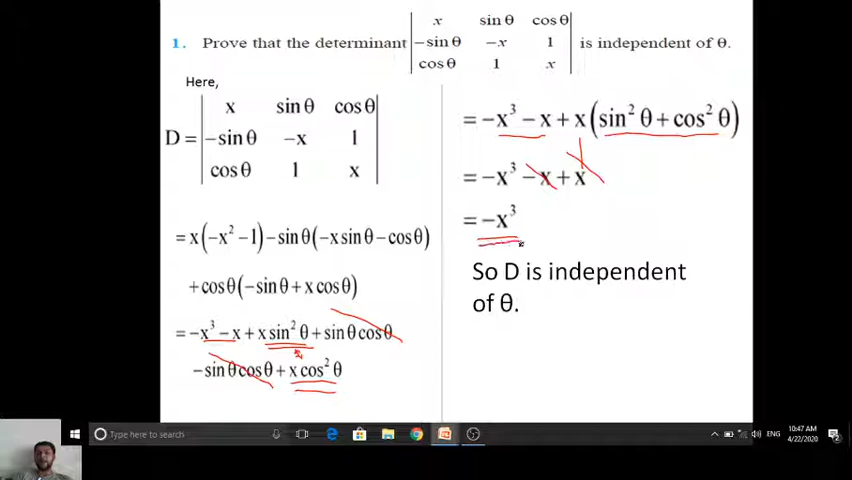 x sinθ cosθ
1. Prove that the determinant −sinθ −x 1 is independent of θ.
cosθ 1 x
Here,
x sinθ cosθ
D = −sinθ −x 1
cosθ 1 x
= x(−x² −1) − sinθ(−x sinθ − cosθ)
+ cosθ(−sinθ + x cosθ)
= −x³ − x + x sin²θ + sinθ cosθ
− sinθ cosθ + x cos²θ
= −x³ − x + x(sin²θ + cos²θ)
= −x³ − x + x
= −x³
So D is independent
of θ.
Type here to search
ENG
10:47 AM
4/22/2020